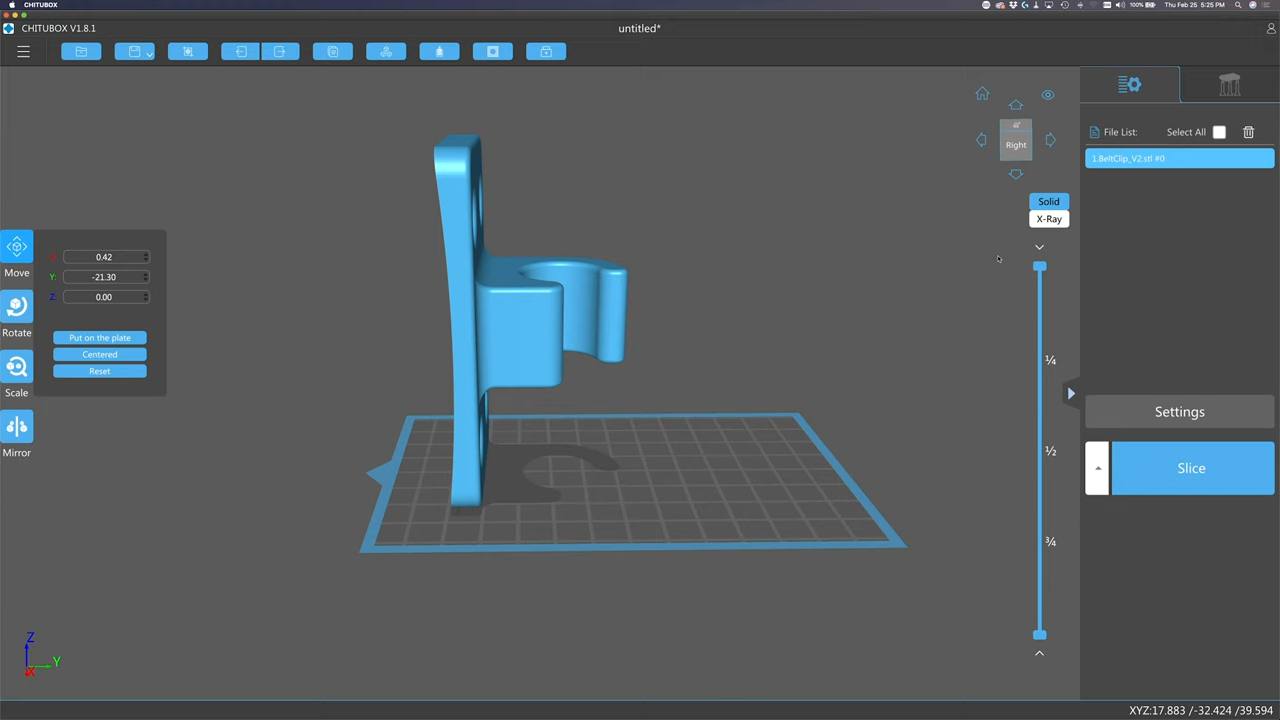 CHITUBOX
100%
Thu Feb 25 5:25 PM
CHITUBOX V1.8.1
untitled*
File List:
Select All
1.BeltClip_V2.stl #0
Right
Solid
X-Ray
Move
X: 0.42
Y: -21.30
Z: 0.00
Rotate
Put on the plate
Centered
Reset
Scale
Mirror
¼
½
¾
Settings
Slice
Z
Y
X
XYZ:17.883 /-32.424 /39.594